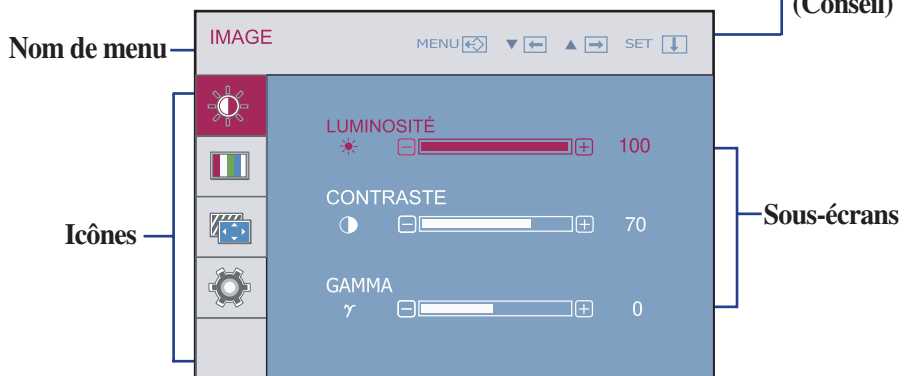 (Conseil)
Nom de menu
IMAGE
MENU ▼ ▲ SET
LUMINOSITÉ
100
CONTRASTE
70
Icônes
Sous-écrans
GAMMA
γ 0